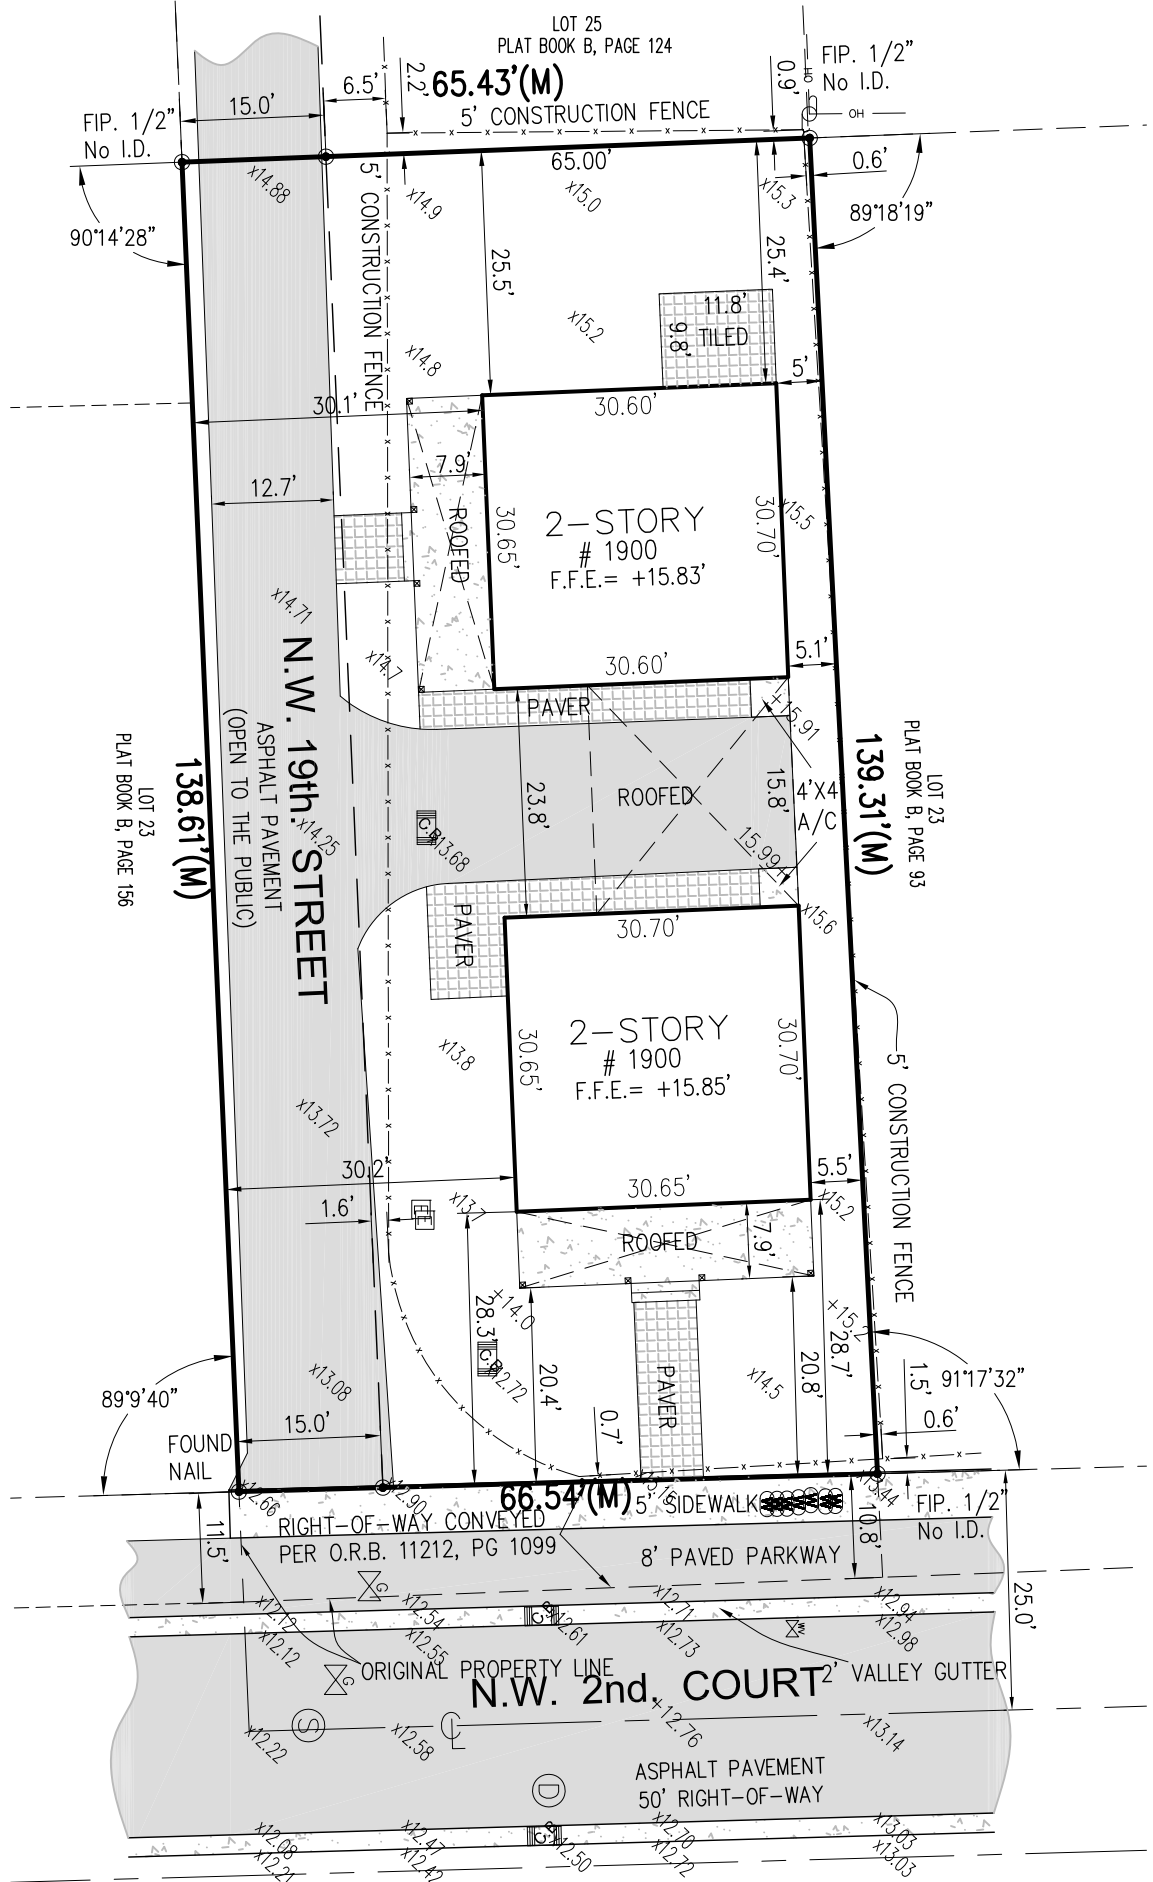 LOT 25
PLAT BOOK B, PAGE 124
FIP. 1/2"
No I.D.
0.9'
OH
OH
2.2'
65.43'(M)
6.5'
15.0'
5' CONSTRUCTION FENCE
FIP. 1/2"
No I.D.
65.00'
0.6'
x14.88
x14.9
x15.0
x15.3
89°18'19"
90°14'28"
5' CONSTRUCTION FENCE
25.5'
25.4'
11.8'
9.8'
TILED
x15.2
x14.8
5'
30.1'
30.60'
7.9'
12.7'
ROOFED
30.65'
2-STORY
# 1900
F.F.E.= +15.83'
30.70'
x15.5
x14.71
x14.7
30.60'
5.1'
PAVER
+15.91
N.W. 19th. STREET
ASPHALT PAVEMENT
(OPEN TO THE PUBLIC)
LOT 23
PLAT BOOK B, PAGE 156
138.61'(M)
139.31'(M)
LOT 23
PLAT BOOK B, PAGE 93
23.8'
ROOFED
15.8'
4'X4'
A/C
x14.25
C.B.
13.68
15.99+
PAVER
30.70'
x15.6
2-STORY
# 1900
F.F.E.= +15.85'
30.65'
30.70'
x13.8
5' CONSTRUCTION FENCE
x13.72
30.2'
30.65'
5.5'
1.6'
EE
x13.7
x15.2
ROOFED
7.9'
28.3'
+14.0
+15.2
28.7'
C.B.
12.72
20.4'
PAVER
20.8'
x14.5
x13.08
89°9'40"
91°17'32"
1.5'
0.6'
15.0'
0.7'
FOUND
NAIL
x12.66
x12.90
66.54'(M)
5' SIDEWALK
FIP. 1/2"
No I.D.
11.5'
RIGHT-OF-WAY CONVEYED
PER O.R.B. 11212, PG 1099
8' PAVED PARKWAY
10.8'
25.0'
G
x12.12
x12.54
12.61
x12.71
x12.94
x12.12
x12.55
x12.73
W
x12.98
G
ORIGINAL PROPERTY LINE
2' VALLEY GUTTER
N.W. 2nd. COURT
x12.22
S
x12.58
CL
+12.76
x13.14
D
ASPHALT PAVEMENT
50' RIGHT-OF-WAY
x12.08
x12.47
12.50
x12.70
x13.03
x12.21
x12.42
x12.72
x13.03